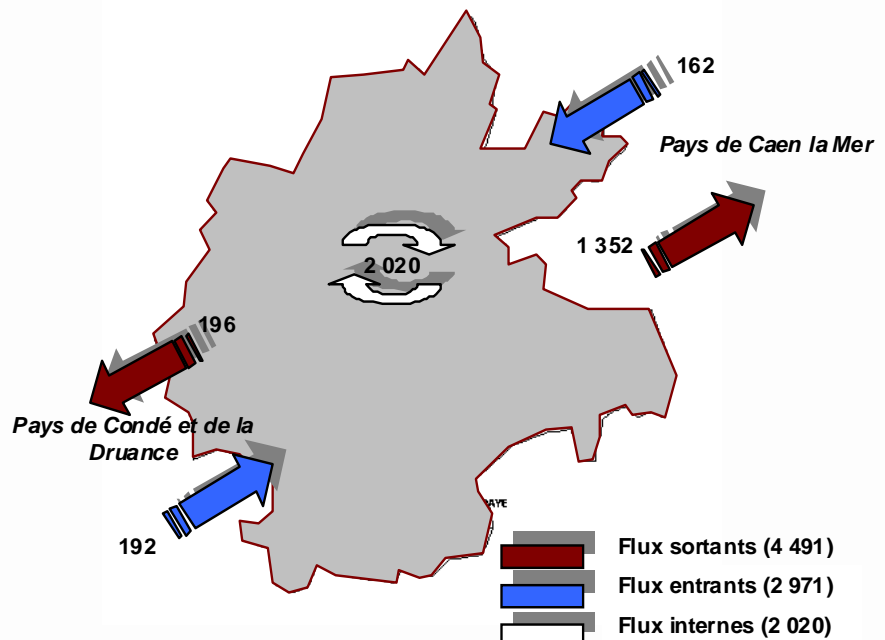 162
Pays de Caen la Mer
1 352
2 020
196
Pays de Condé et de la
Druance
192
AYE
Flux sortants (4 491)
Flux entrants (2 971)
Flux internes (2 020)